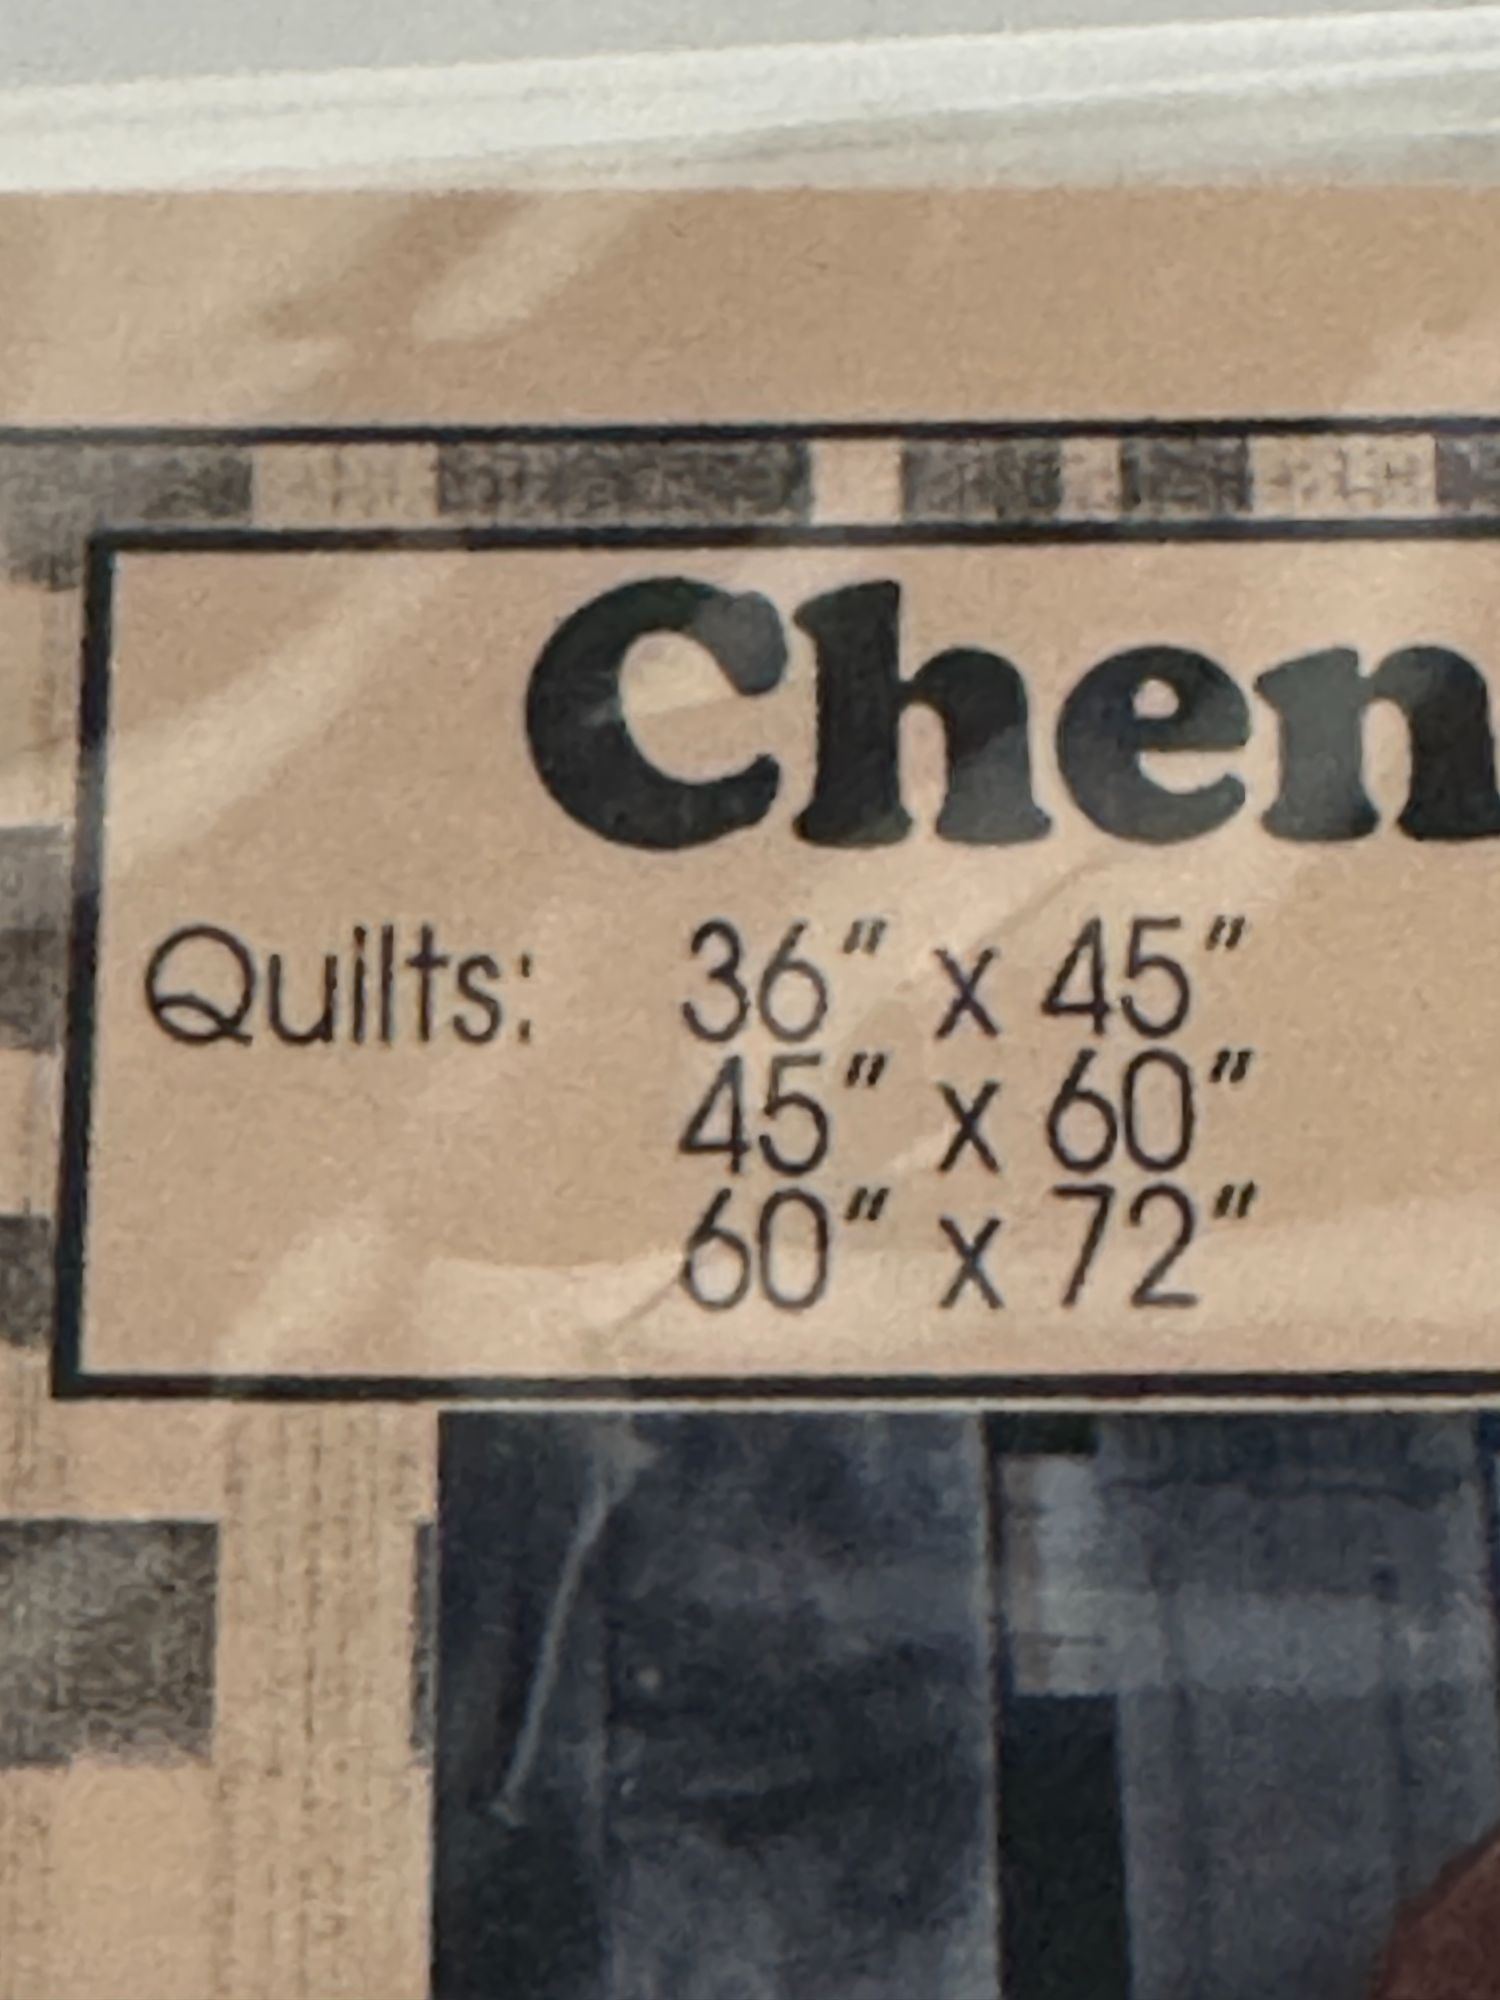 Chen
Quilts: 36" x 45"
45" x 60"
60" x 72"